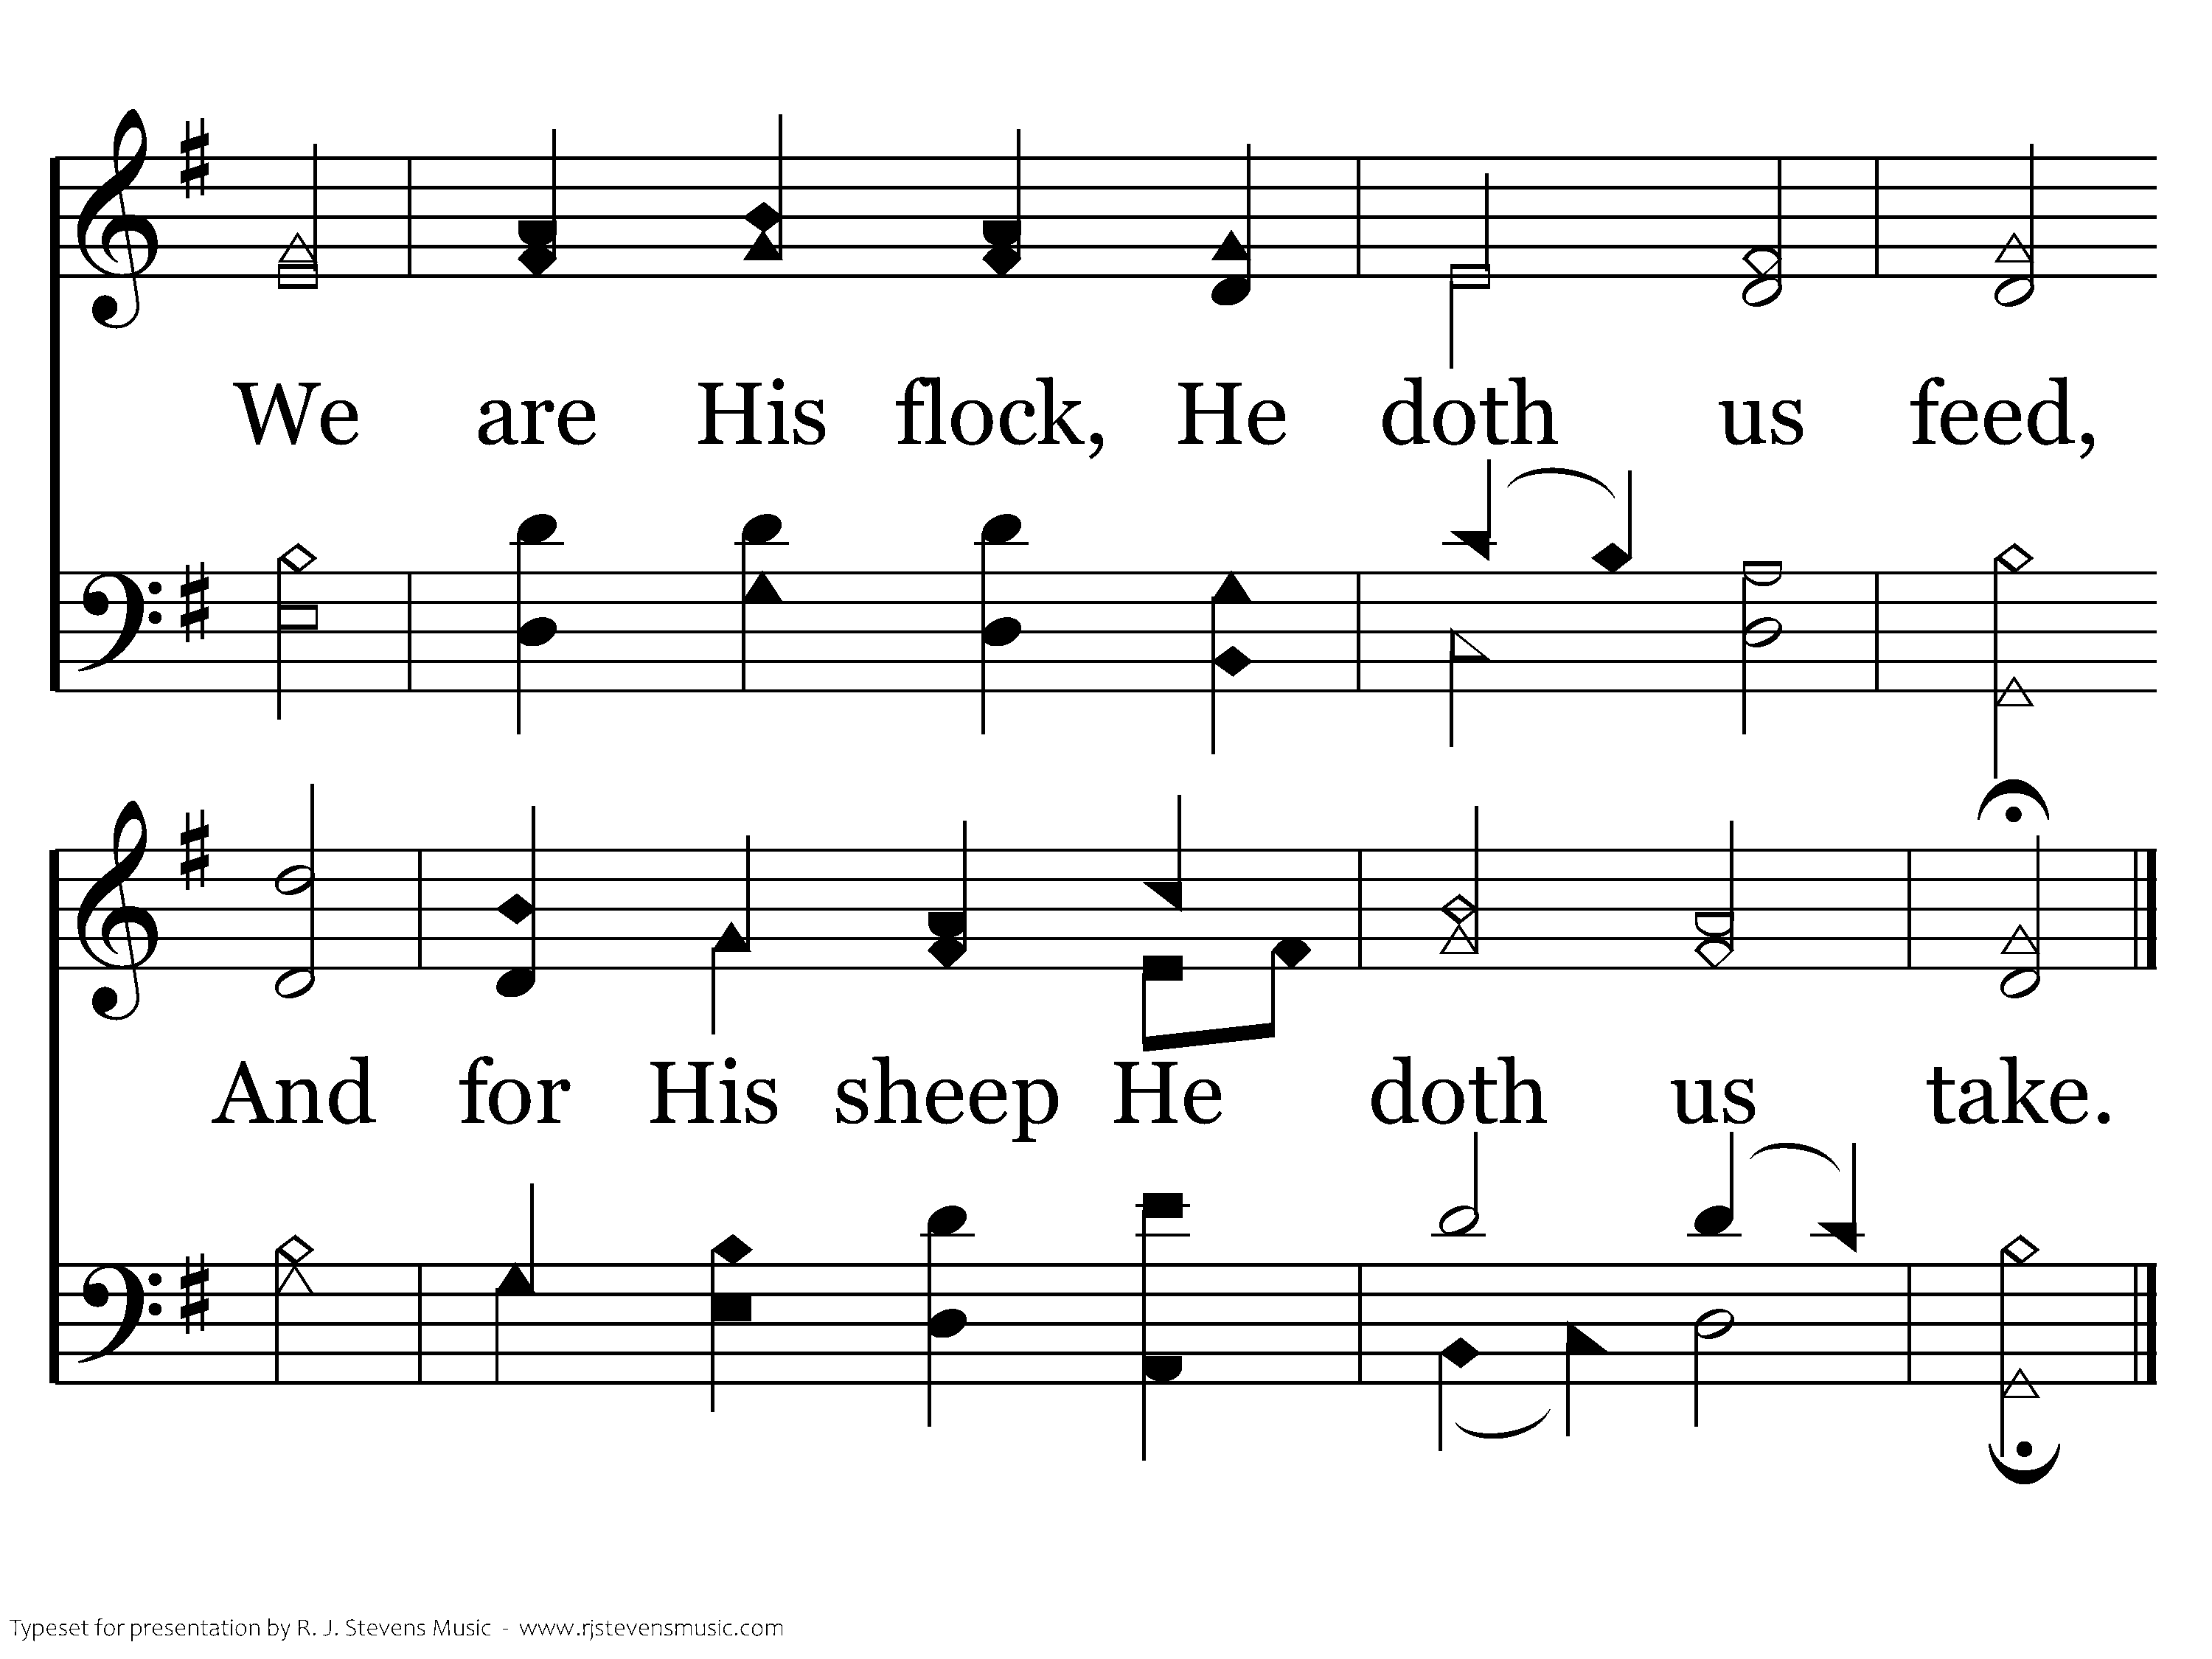 We are His flock, He doth us feed,
And for His sheep He doth us take.
Typeset for presentation by R. J. Stevens Music - www.rjstevensmusic.com